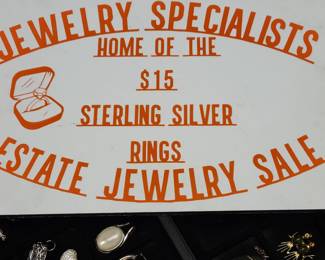 JEWELRY SPECIALISTS
HOME OF THE
$15
STERLING SILVER
RINGS
ESTATE JEWELRY SALE